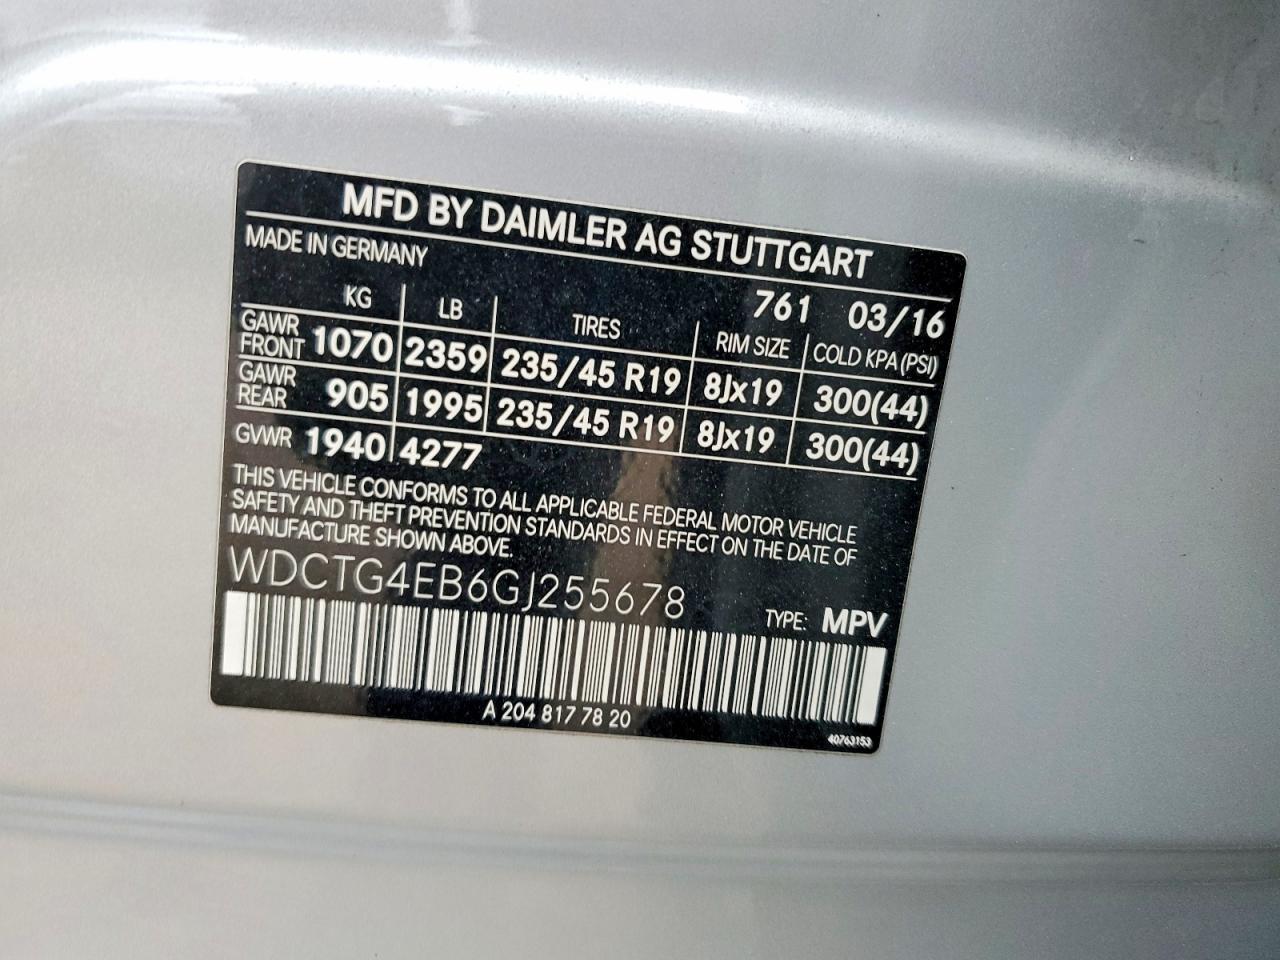 MFD BY DAIMLER AG STUTTGART
MADE IN GERMANY
761 03/16
KG LB TIRES RIM SIZE COLD KPA(PSI)
GAWR FRONT 1070 2359 235/45 R19 8Jx19 300(44)
GAWR REAR 905 1995 235/45 R19 8Jx19 300(44)
GVWR 1940 4277
THIS VEHICLE CONFORMS TO ALL APPLICABLE FEDERAL MOTOR VEHICLE
SAFETY AND THEFT PREVENTION STANDARDS IN EFFECT ON THE DATE OF
MANUFACTURE SHOWN ABOVE.
WDCTG4EB6GJ255678
TYPE: MPV
A 204 817 78 20
40763153